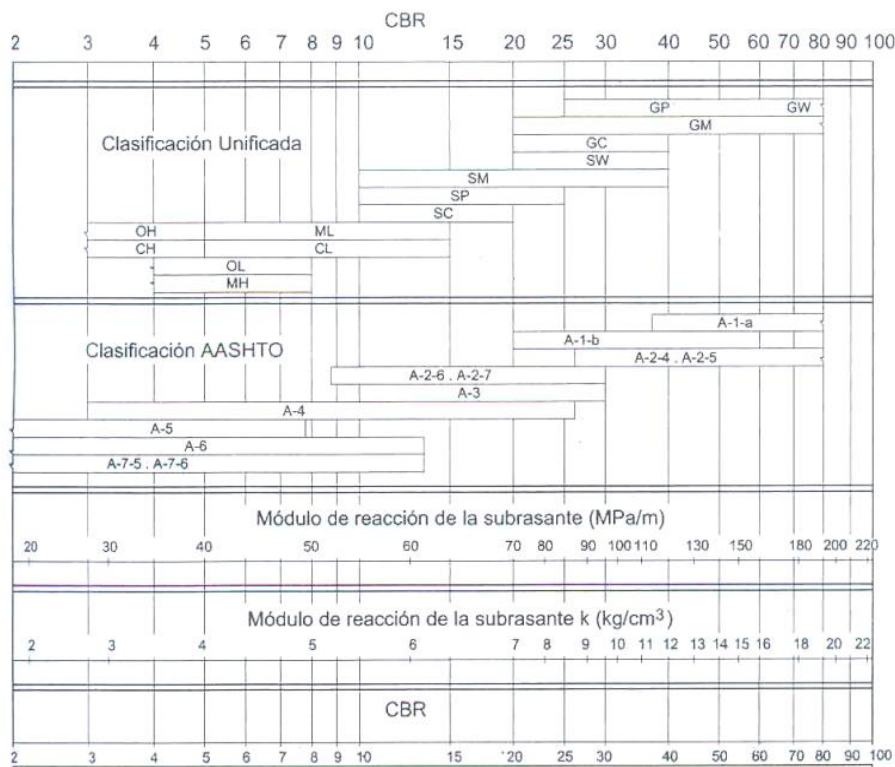 CBR
2 3 4 5 6 7 8 9 10 15 20 25 30 40 50 60 70 80 90 100
GP GW
Clasificación Unificada GM
GC
SW
SM
SP
SC
OH ML
CH CL
OL
MH
A-1-a
Clasificación AASHTO A-1-b
A-2-4 . A-2-5
A-2-6 . A-2-7
A-3
A-4
A-5
A-6
A-7-5 . A-7-6
Módulo de reacción de la subrasante (MPa/m)
20 30 40 50 60 70 80 90 100 110 130 150 180 200 220
Módulo de reacción de la subrasante k (kg/cm³)
2 3 4 5 6 7 8 9 10 11 12 13 14 15 16 18 20 22
CBR
2 3 4 5 6 7 8 9 10 15 20 25 30 40 50 60 70 80 90 100